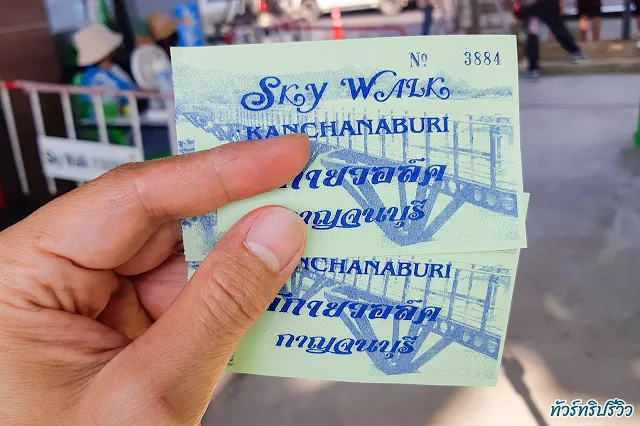 Nº 3884
Sky Walk
KANCHANABURI
สกายวอล์ค
กาญจนบุรี
KANCHANABURI
สกายวอล์ค
กาญจนบุรี
Sky Walk
ทัวร์ทริปรีวิว